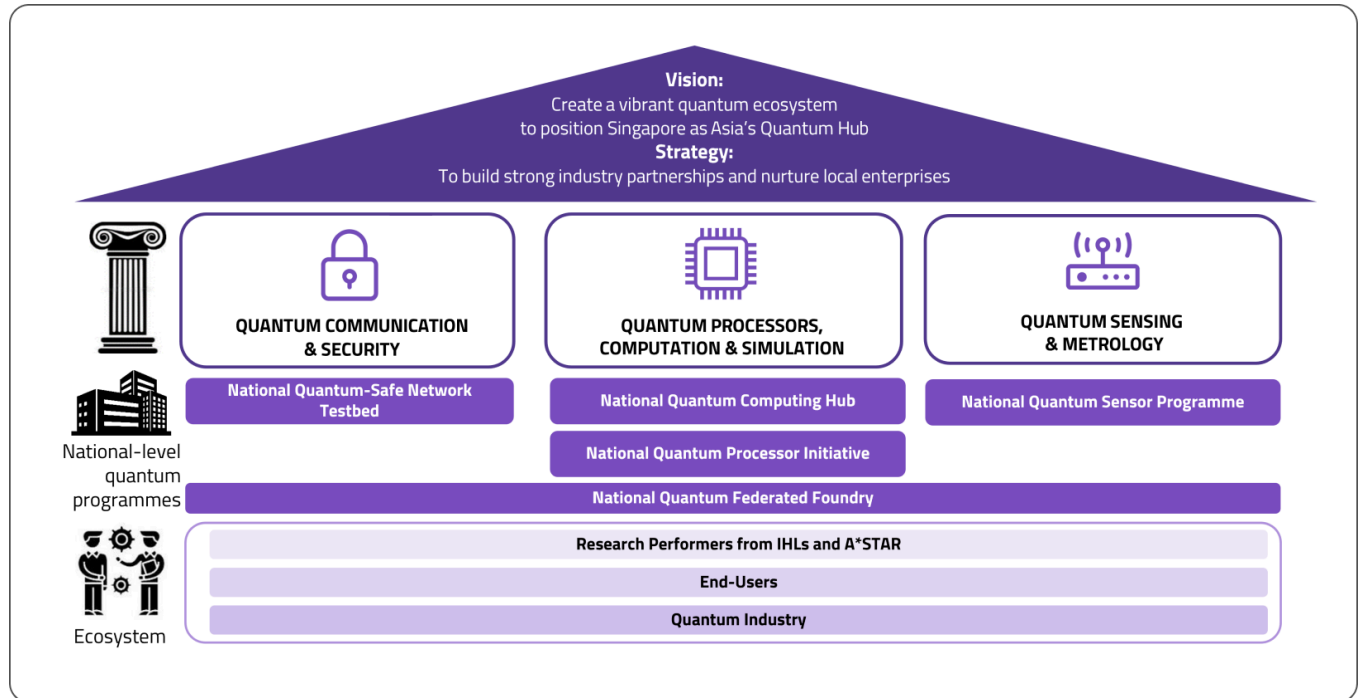 Vision:
Create a vibrant quantum ecosystem
to position Singapore as Asia's Quantum Hub
Strategy:
To build strong industry partnerships and nurture local enterprises
QUANTUM COMMUNICATION
& SECURITY
QUANTUM PROCESSORS,
COMPUTATION & SIMULATION
QUANTUM SENSING
& METROLOGY
National-level
quantum
programmes
National Quantum-Safe Network
Testbed
National Quantum Computing Hub
National Quantum Sensor Programme
National Quantum Processor Initiative
National Quantum Federated Foundry
Ecosystem
Research Performers from IHLs and A*STAR
End-Users
Quantum Industry